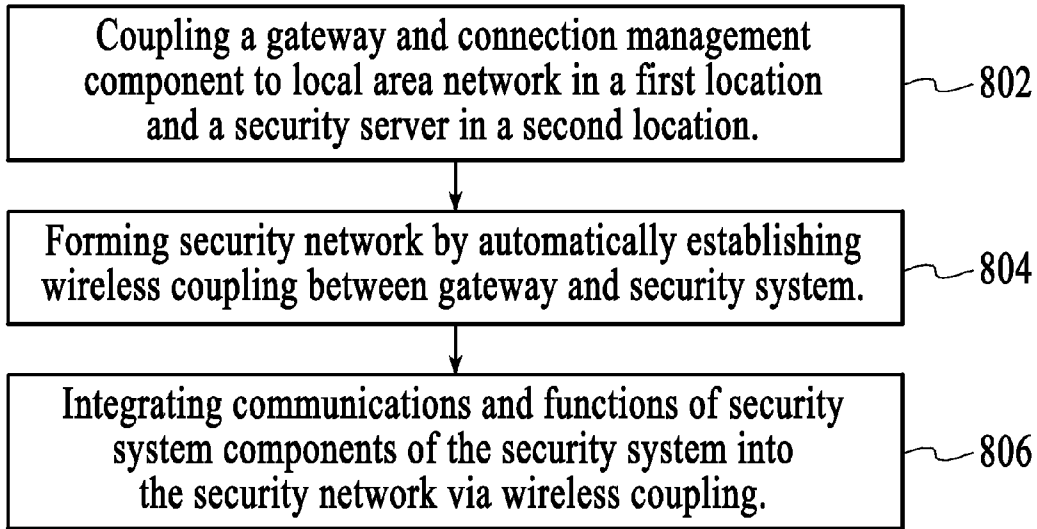 Coupling a gateway and connection management
component to local area network in a first location
and a security server in a second location.
802
Forming security network by automatically establishing
wireless coupling between gateway and security system.
804
Integrating communications and functions of security
system components of the security system into
the security network via wireless coupling.
806